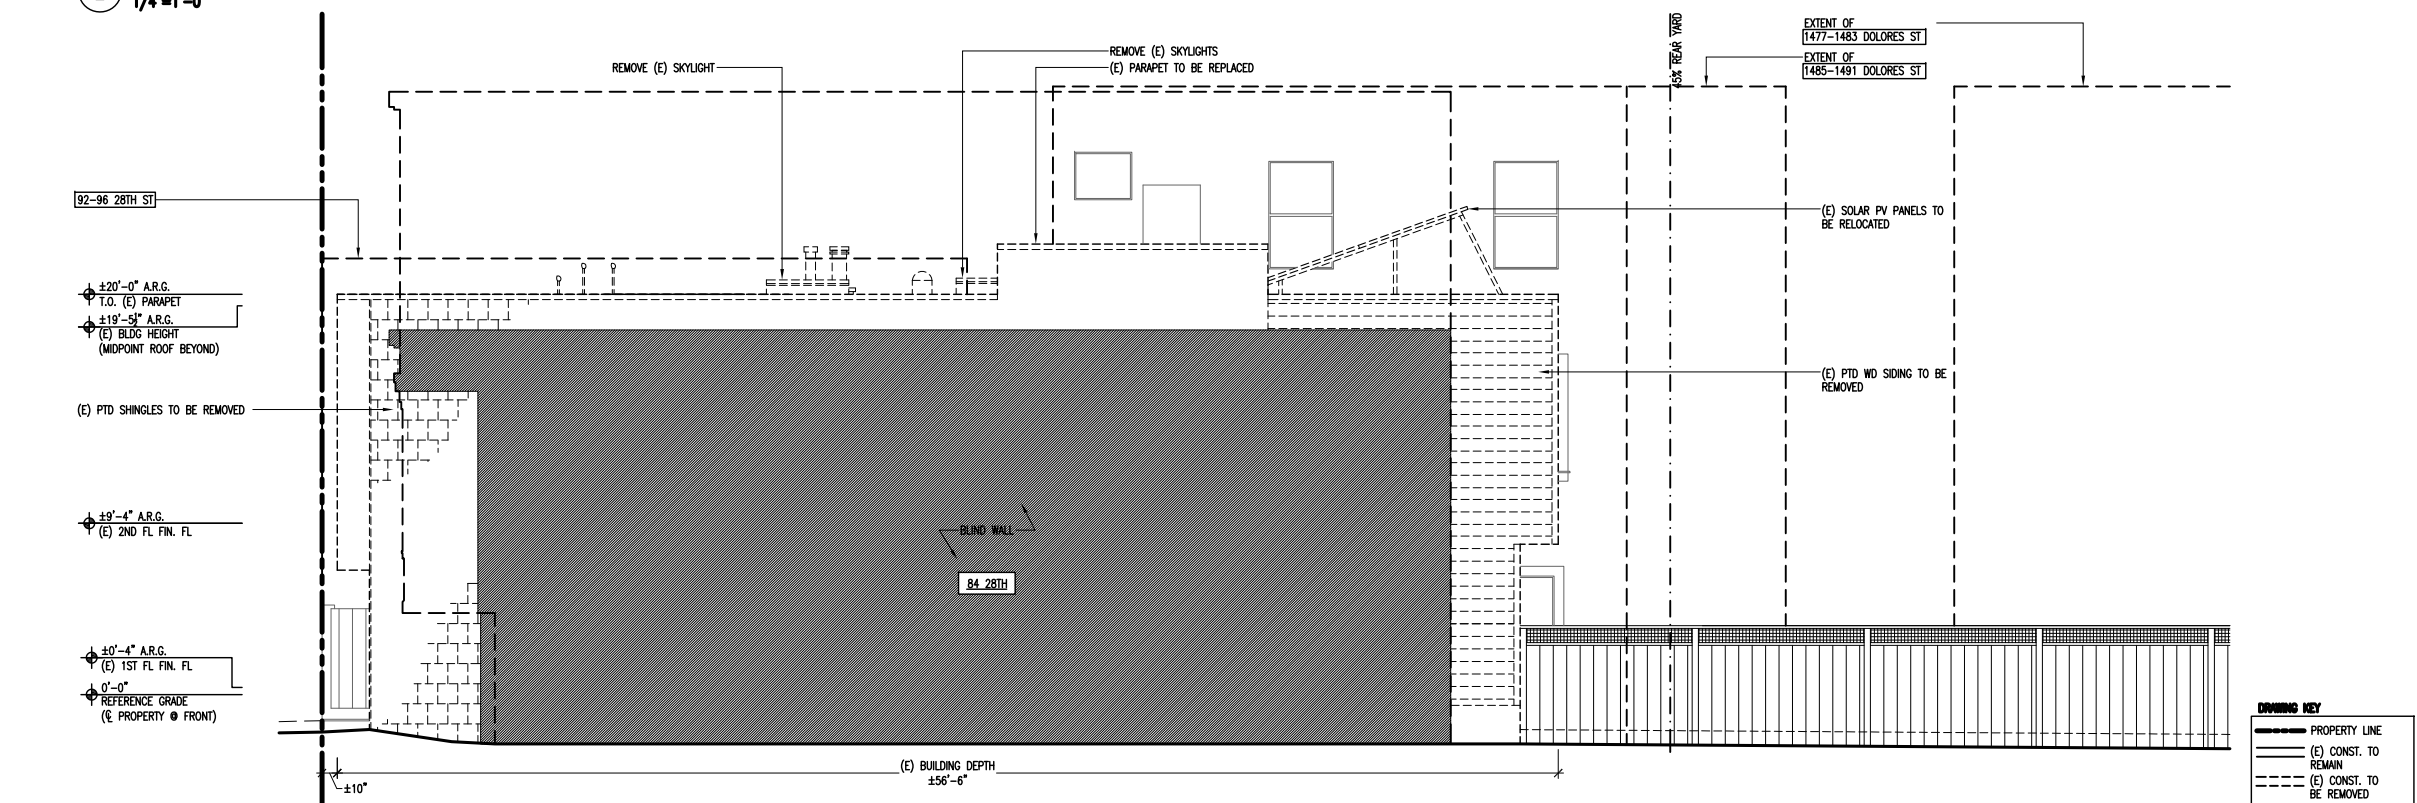 1/4"=1'-0"
REMOVE (E) SKYLIGHT
REMOVE (E) SKYLIGHTS
(E) PARAPET TO BE REPLACED
45% REAR YARD
EXTENT OF
1477-1483 DOLORES ST
EXTENT OF
1485-1491 DOLORES ST
92-96 28TH ST
(E) SOLAR PV PANELS TO
BE RELOCATED
±20'-0" A.R.G.
T.O. (E) PARAPET
±19'-5½" A.R.G.
(E) BLDG HEIGHT
(MIDPOINT ROOF BEYOND)
(E) PTD WD SIDING TO BE
REMOVED
(E) PTD SHINGLES TO BE REMOVED
±9'-4" A.R.G.
(E) 2ND FL FIN. FL
BLIND WALL
84 28TH
±0'-4" A.R.G.
(E) 1ST FL FIN. FL
0'-0"
REFERENCE GRADE
(℄ PROPERTY @ FRONT)
(E) BUILDING DEPTH
±56'-6"
±10"
DRAWING KEY
PROPERTY LINE
(E) CONST. TO
REMAIN
(E) CONST. TO
BE REMOVED